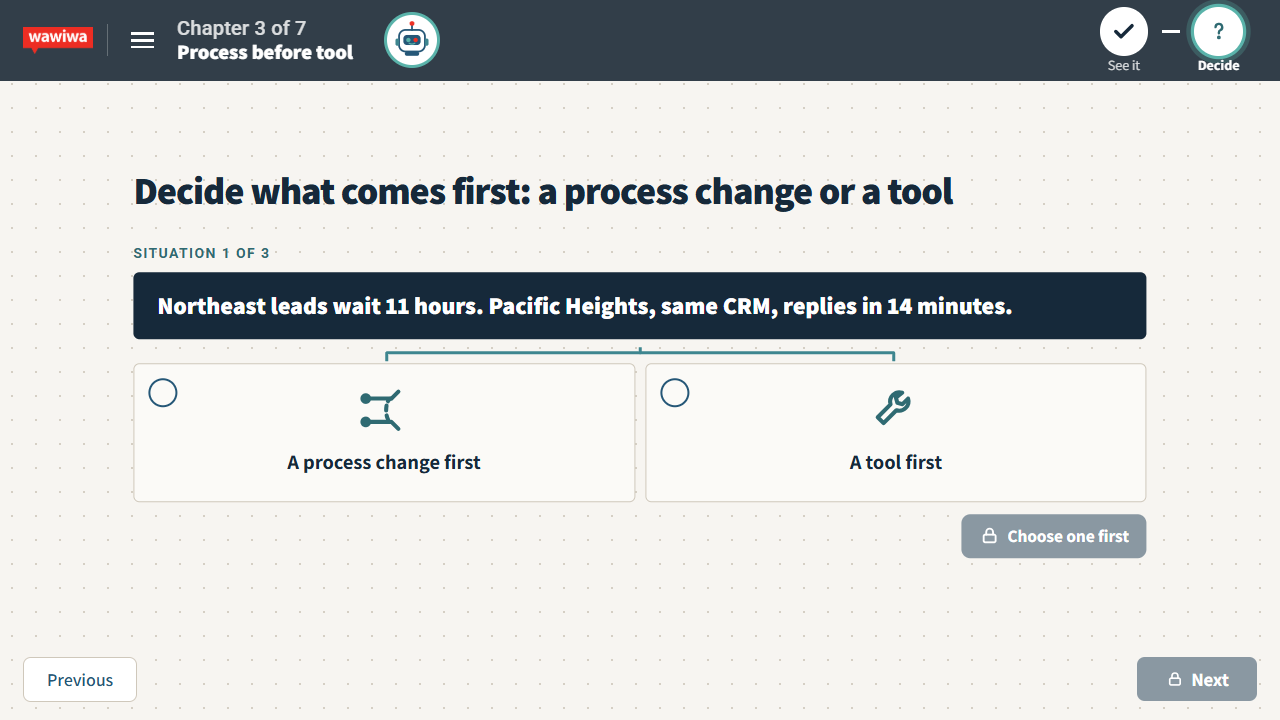 wawiwa
Chapter 3 of 7
Process before tool
See it
?
Decide
Decide what comes first: a process change or a tool
SITUATION 1 OF 3
Northeast leads wait 11 hours. Pacific Heights, same CRM, replies in 14 minutes.
A process change first
A tool first
Choose one first
Previous
Next